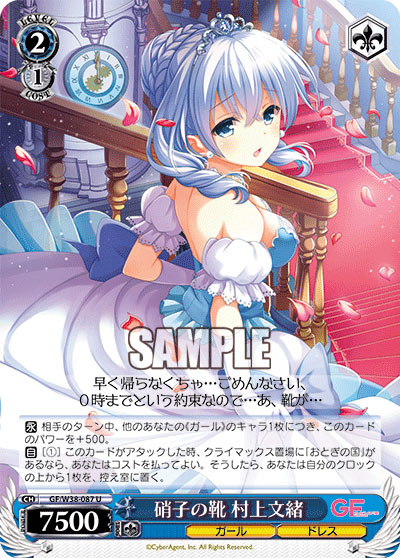 LEVEL
2
1
COST
SAMPLE
早く帰らなくちゃ…ごめんなさい、
0時までという約束なので…あ、靴が…
永 相手のターン中、他のあなたの《ガール》のキャラ1枚につき、このカード
のパワーを+500。
自 [①] このカードがアタックした時、クライマックス置場に「おとぎの国」が
あるなら、あなたはコストを払ってよい。そうしたら、あなたは自分のクロック
の上から1枚を、控え室に置く。
CH GF/W38-087 U
硝子の靴 村上文緒
GF
POWER
7500
ガール
ドレス
©CyberAgent, Inc. All Rights Reserved.